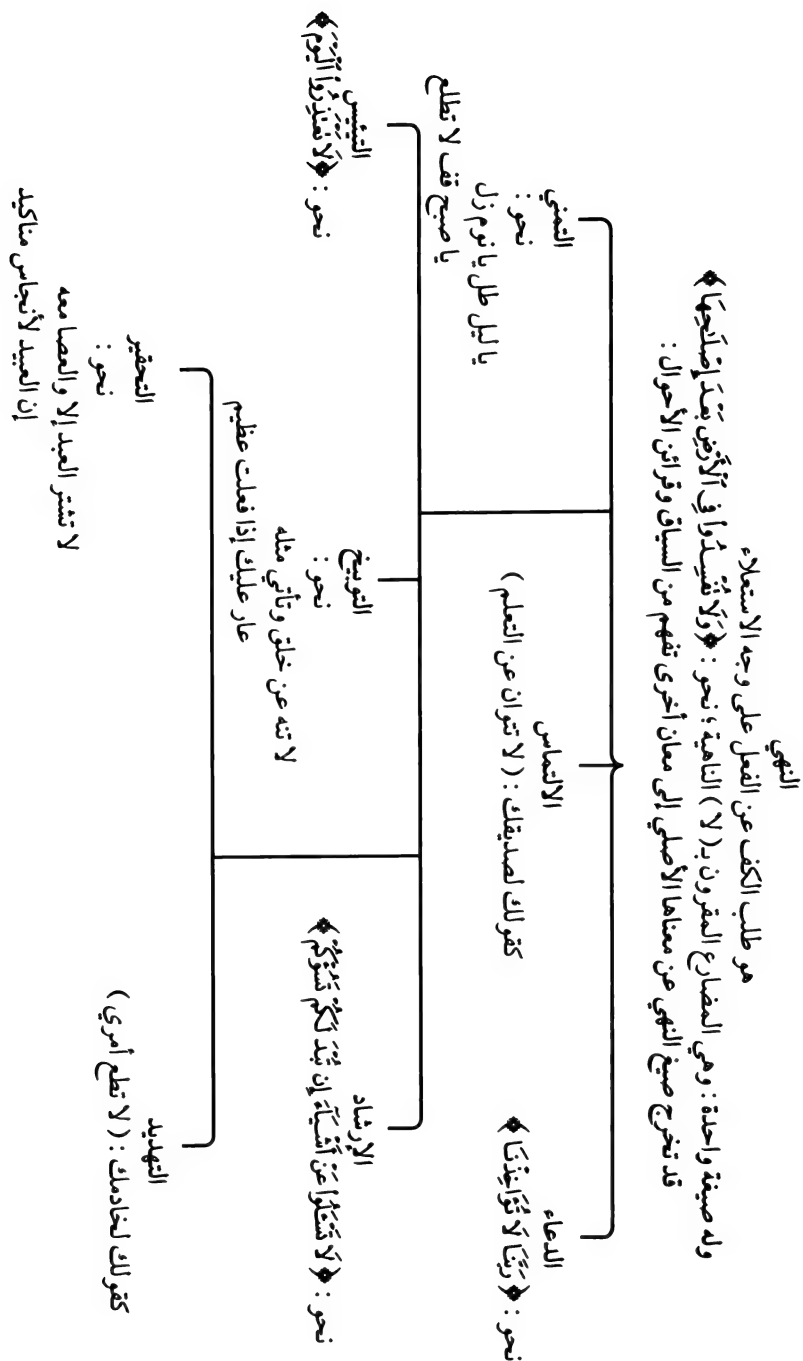 النهي
هو طلب الكف عن الفعل على وجه الاستعلاء
وله صيغة واحدة : وهي المضارع المقرون بـ( لا ) الناهية ؛ نحو : ﴿وَلَا نُفْسِدُوا فِي الْأَرْضِ بَعْدَ إِصْلَاحِهَا﴾
قد تخرج صيغ النهي عن معناها الأصلي إلى معان أخرى تفهم من السياق وقرائن الأحوال :
الدعاء
نحو : ﴿رَبَّنَا لَا تُؤَاخِذْنَا﴾
الالتماس
كقولك لصديقك : ( لا تتوان عن التعلم )
التمني
نحو :
يا ليل طل يا نوم زل
يا صبح قف لا تطلع
الإرشاد
نحو : ﴿لَا تَسْأَلُوا عَنْ أَشْيَاءَ إِنْ تُبْدَ لَكُمْ تَسُؤْكُمْ﴾
التوبيخ
نحو :
لا تنه عن خلق وتأتي مثله
عار عليك إذا فعلت عظيم
التيئيس
نحو : ﴿لَا تَعْتَذِرُوا الْيَوْمَ﴾
التهديد
كقولك لخادمك : ( لا تطع أمري )
التحقير
نحو :
لا تشتر العبد إلا والعصا معه
إن العبيد لأنجاس مناكيد